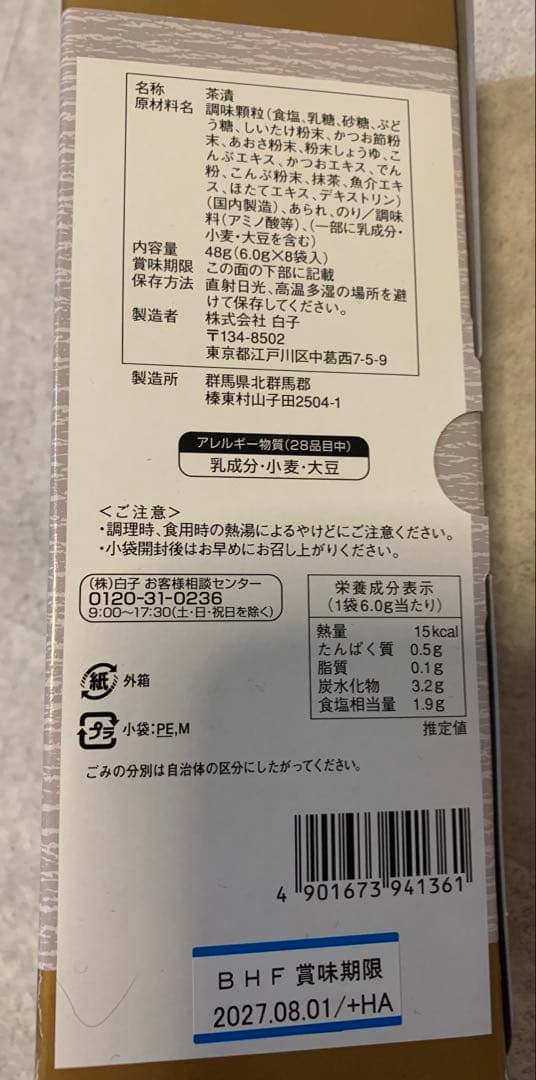 名称 茶漬
原材料名 調味顆粒(食塩、乳糖、砂糖、ぶど
う糖、しいたけ粉末、かつお節粉
末、あおさ粉末、粉末しょうゆ、こ
んぶエキス、かつおエキス、でん
粉、こんぶ粉末、抹茶、魚介エキ
ス、ほたてエキス、デキストリン)
(国内製造)、あられ、のり/調味
料(アミノ酸等)、(一部に乳成分・
小麦・大豆を含む)
内容量 48g(6.0g×8袋入)
賞味期限 この面の下部に記載
保存方法 直射日光、高温多湿の場所を避
けて保存してください。
製造者 株式会社 白子
〒134-8502
東京都江戸川区中葛西7-5-9
製造所 群馬県北群馬郡
榛東村山子田2504-1
アレルギー物質(28品目中)
乳成分・小麦・大豆
<ご注意>
・調理時、食用時の熱湯によるやけどにご注意ください。
・小袋開封後はお早めにお召し上がりください。
(株)白子 お客様相談センター
0120-31-0236
9:00〜17:30(土・日・祝日を除く)
栄養成分表示
(1袋6.0g当たり)
熱量 15kcal
たんぱく質 0.5g
脂質 0.1g
炭水化物 3.2g
食塩相当量 1.9g
推定値
紙 外箱
プラ 小袋:PE,M
ごみの分別は自治体の区分にしたがってください。
4 901673 941361
BHF 賞味期限
2027.08.01/+HA